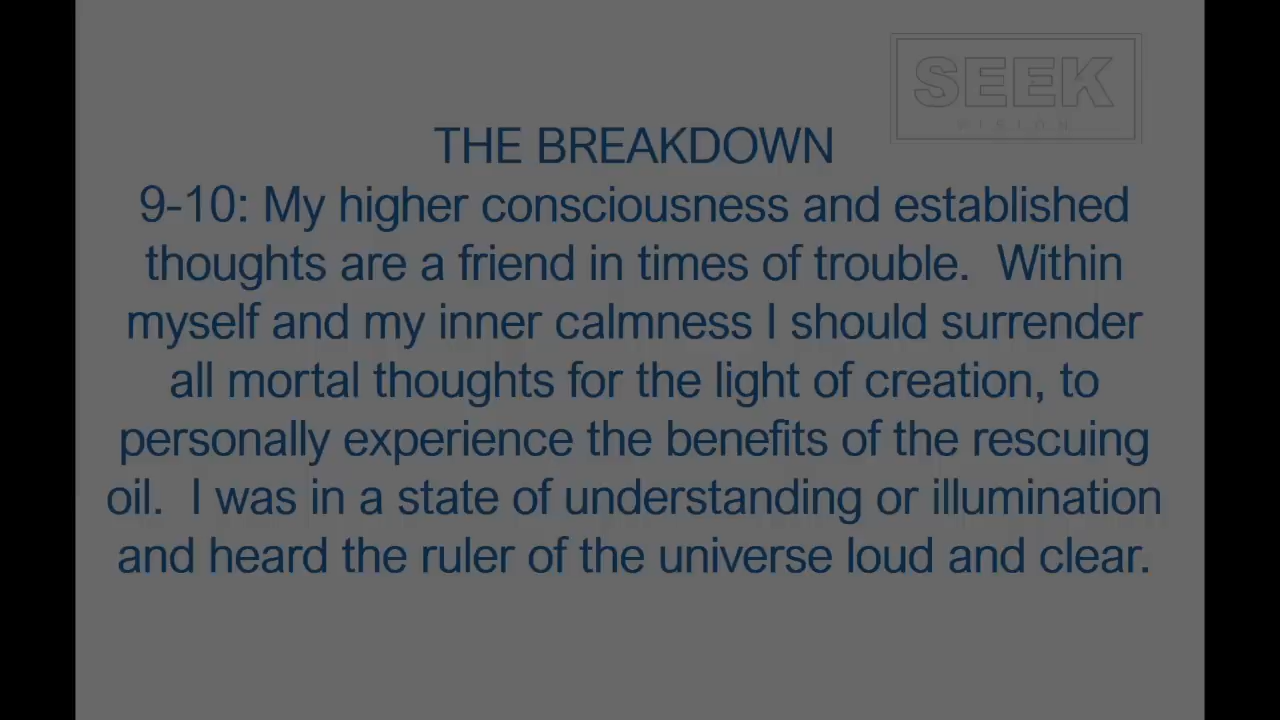 SEEK
THE BREAKDOWN
9-10: My higher consciousness and established
thoughts are a friend in times of trouble.  Within
myself and my inner calmness I should surrender
all mortal thoughts for the light of creation, to
personally experience the benefits of the rescuing
oil.  I was in a state of understanding or illumination
and heard the ruler of the universe loud and clear.